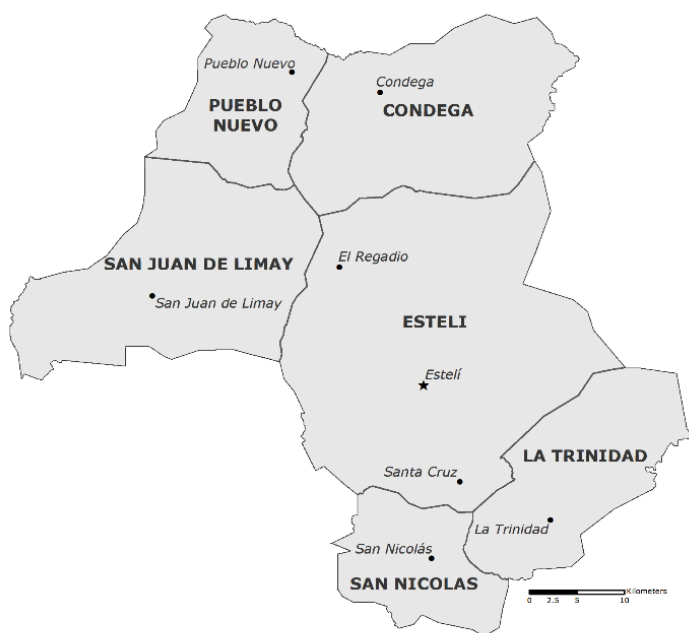 Pueblo Nuevo
PUEBLO
NUEVO
Condega
CONDEGA
El Regadio
SAN JUAN DE LIMAY
San Juan de Limay
ESTELI
Estelí
LA TRINIDAD
Santa Cruz
La Trinidad
San Nicolás
SAN NICOLAS
Kilometers
0 2.5 5 10